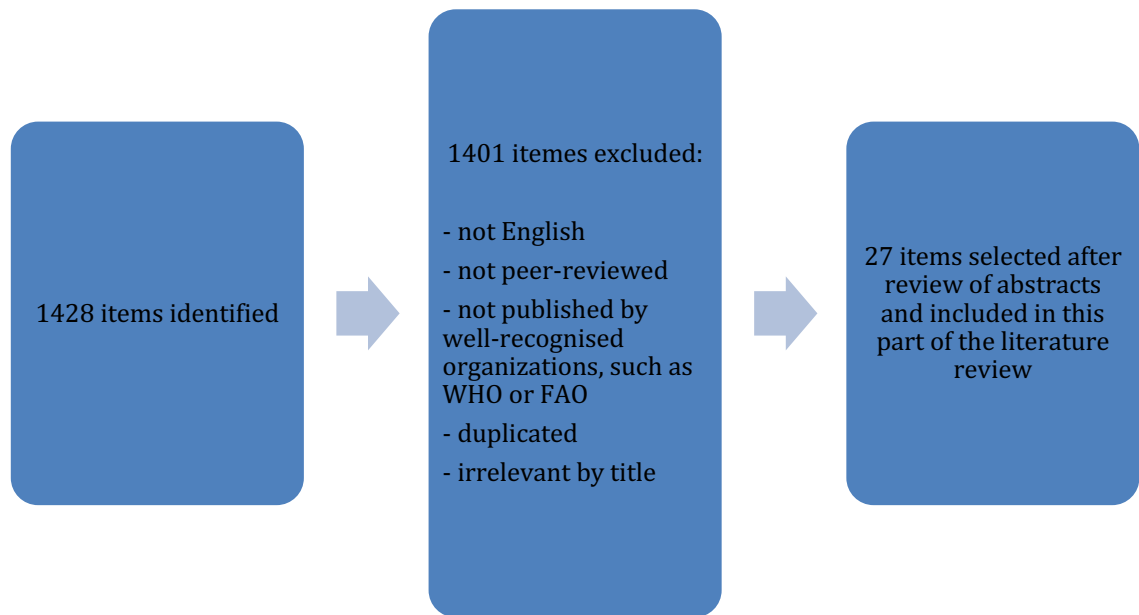 1428 items identified
1401 itemes excluded:
- not English
- not peer-reviewed
- not published by
well-recognised
organizations, such as
WHO or FAO
- duplicated
- irrelevant by title
27 items selected after
review of abstracts
and included in this
part of the literature
review